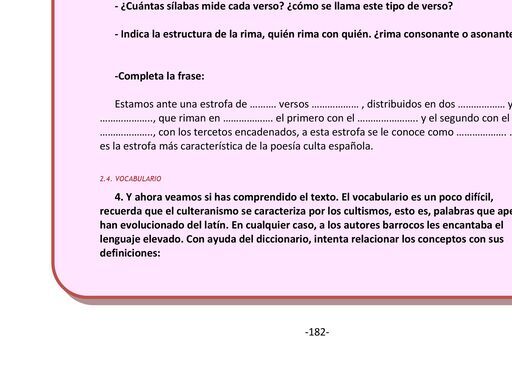 - ¿Cuántas sílabas mide cada verso? ¿cómo se llama este tipo de verso?
- Indica la estructura de la rima, quién rima con quién. ¿rima consonante o asonante
-Completa la frase:
Estamos ante una estrofa de ………. versos ……………… , distribuidos en dos ……………… y
……………….., que riman en ………………. el primero con el …………………. y el segundo con el
……………….., con los tercetos encadenados, a esta estrofa se le conoce como ………………. ..
es la estrofa más característica de la poesía culta española.
2.4. VOCABULARIO
4. Y ahora veamos si has comprendido el texto. El vocabulario es un poco difícil,
recuerda que el culteranismo se caracteriza por los cultismos, esto es, palabras que ape
han evolucionado del latín. En cualquier caso, a los autores barrocos les encantaba el
lenguaje elevado. Con ayuda del diccionario, intenta relacionar los conceptos con sus
definiciones:
-182-